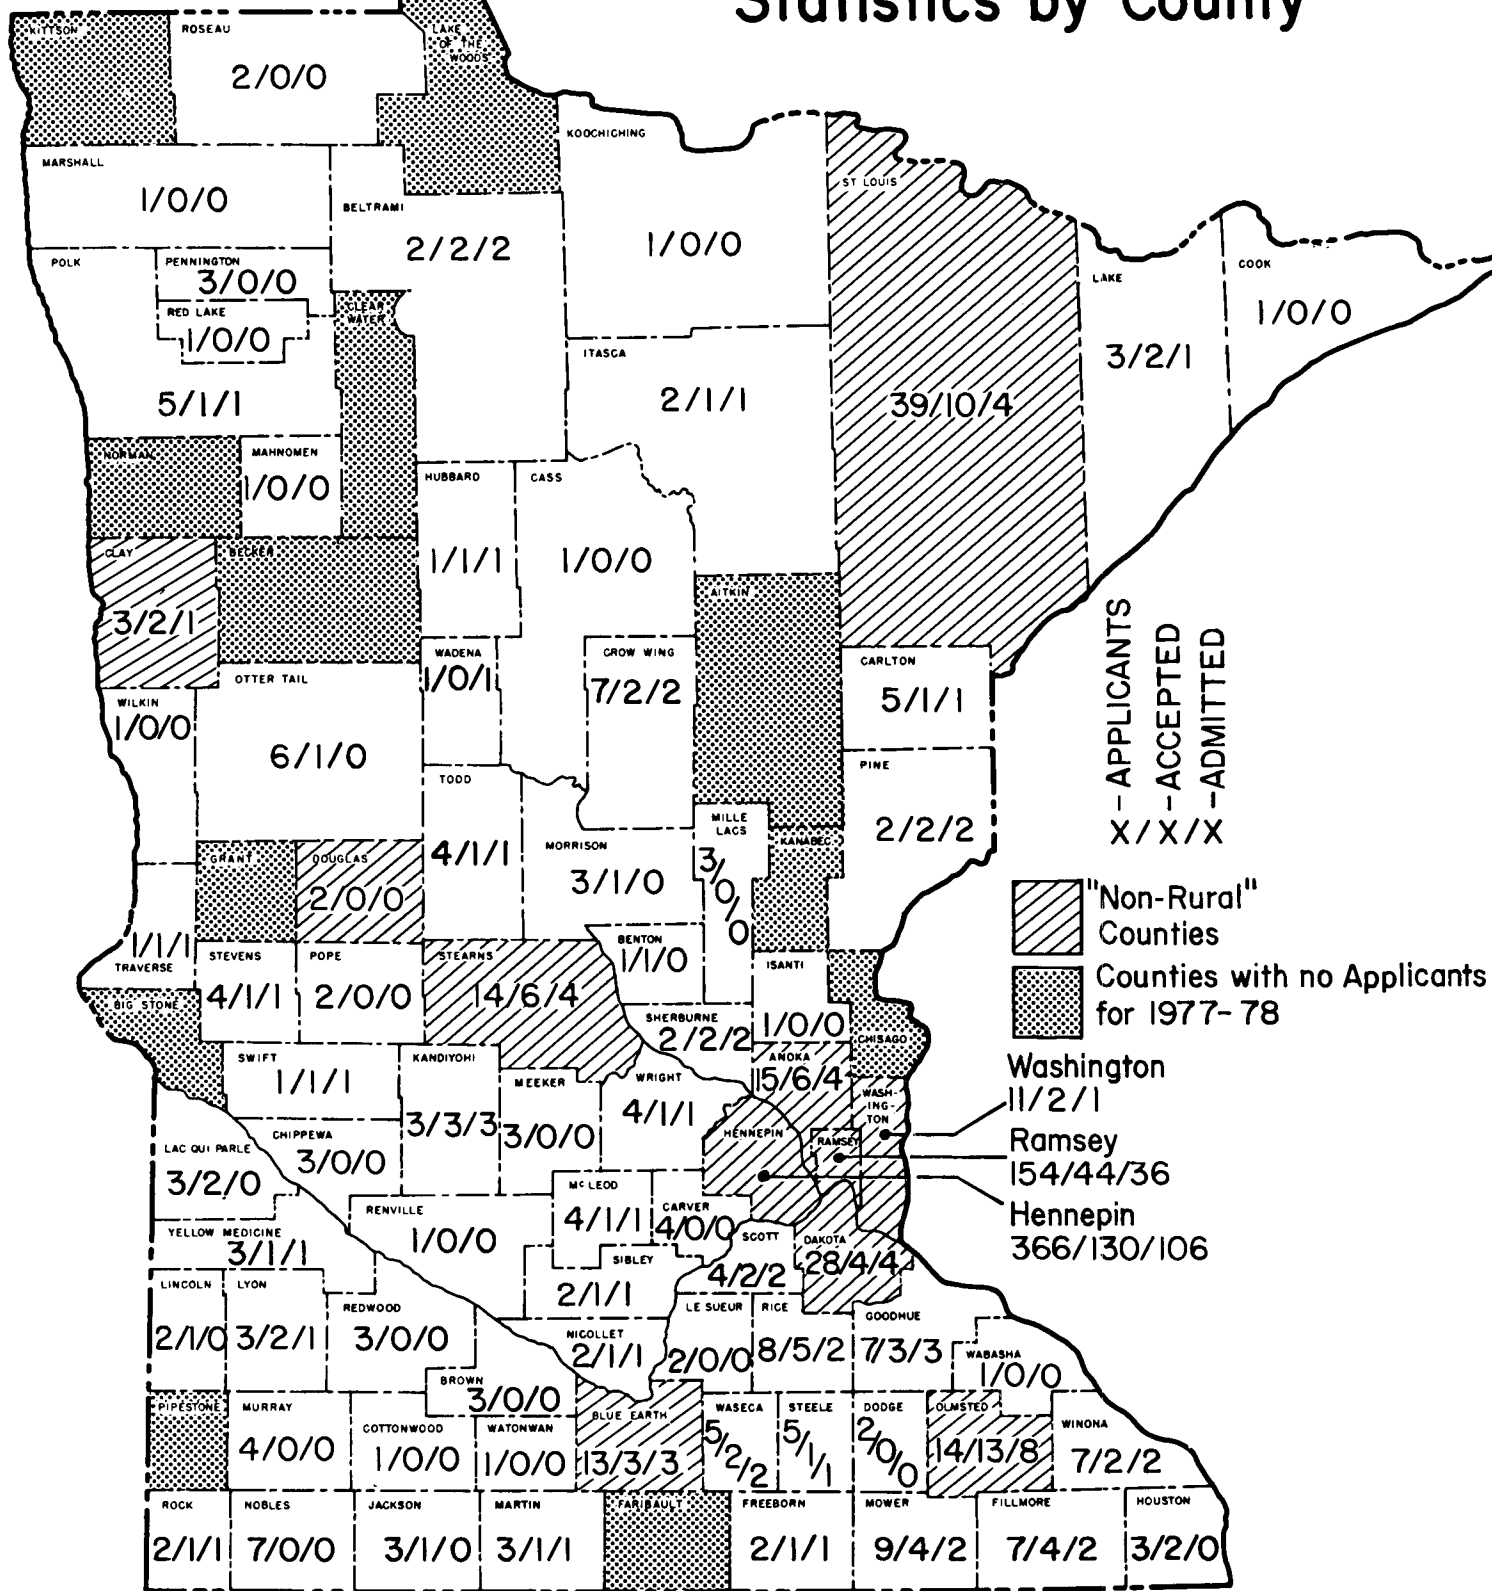 Statistics by County
KITTSON
ROSEAU
2/0/0
LAKE
OF THE
WOODS
KOOCHICHING
1/0/0
MARSHALL
1/0/0
BELTRAMI
2/2/2
ST LOUIS
39/10/4
LAKE
3/2/1
COOK
1/0/0
POLK
5/1/1
PENNINGTON
3/0/0
RED LAKE
1/0/0
CLEAR
WATER
ITASCA
2/1/1
NORMAN
MAHNOMEN
1/0/0
HUBBARD
1/1/1
CASS
1/0/0
CLAY
3/2/1
BECKER
AITKIN
WILKIN
1/0/0
OTTER TAIL
6/1/0
WADENA
1/0/1
CROW WING
7/2/2
CARLTON
5/1/1
X/X/X
-APPLICANTS
-ACCEPTED
-ADMITTED
PINE
2/2/2
TODD
4/1/1
MORRISON
3/1/0
MILLE
LACS
3/0/0
KANABEC
GRANT
DOUGLAS
2/0/0
"Non-Rural"
Counties
Counties with no Applicants
for 1977-78
1/1/1
TRAVERSE
STEVENS
4/1/1
POPE
2/0/0
STEARNS
14/6/4
BENTON
1/1/0
ISANTI
1/0/0
BIG STONE
SHERBURNE
2/2/2
CHISAGO
SWIFT
1/1/1
KANDIYOHI
3/3/3
MEEKER
3/0/0
WRIGHT
4/1/1
ANOKA
15/6/4
WASH-
ING-
TON
Washington
11/2/1
HENNEPIN
RAMSEY
Ramsey
154/44/36
Hennepin
366/130/106
LAC QUI PARLE
3/2/0
CHIPPEWA
3/0/0
RENVILLE
1/0/0
McLEOD
4/1/1
CARVER
4/0/0
SCOTT
4/2/2
DAKOTA
28/4/4
YELLOW MEDICINE
3/1/1
SIBLEY
2/1/1
LINCOLN
2/1/0
LYON
3/2/1
REDWOOD
3/0/0
NICOLLET
2/1/1
LE SUEUR
2/0/0
RICE
8/5/2
GOODHUE
7/3/3
WABASHA
1/0/0
BROWN
3/0/0
PIPESTONE
MURRAY
4/0/0
COTTONWOOD
1/0/0
WATONWAN
1/0/0
BLUE EARTH
13/3/3
WASECA
5/2/2
STEELE
5/1/1
DODGE
2/0/0
OLMSTED
14/13/8
WINONA
7/2/2
ROCK
2/1/1
NOBLES
7/0/0
JACKSON
3/1/0
MARTIN
3/1/1
FARIBAULT
FREEBORN
2/1/1
MOWER
9/4/2
FILLMORE
7/4/2
HOUSTON
3/2/0